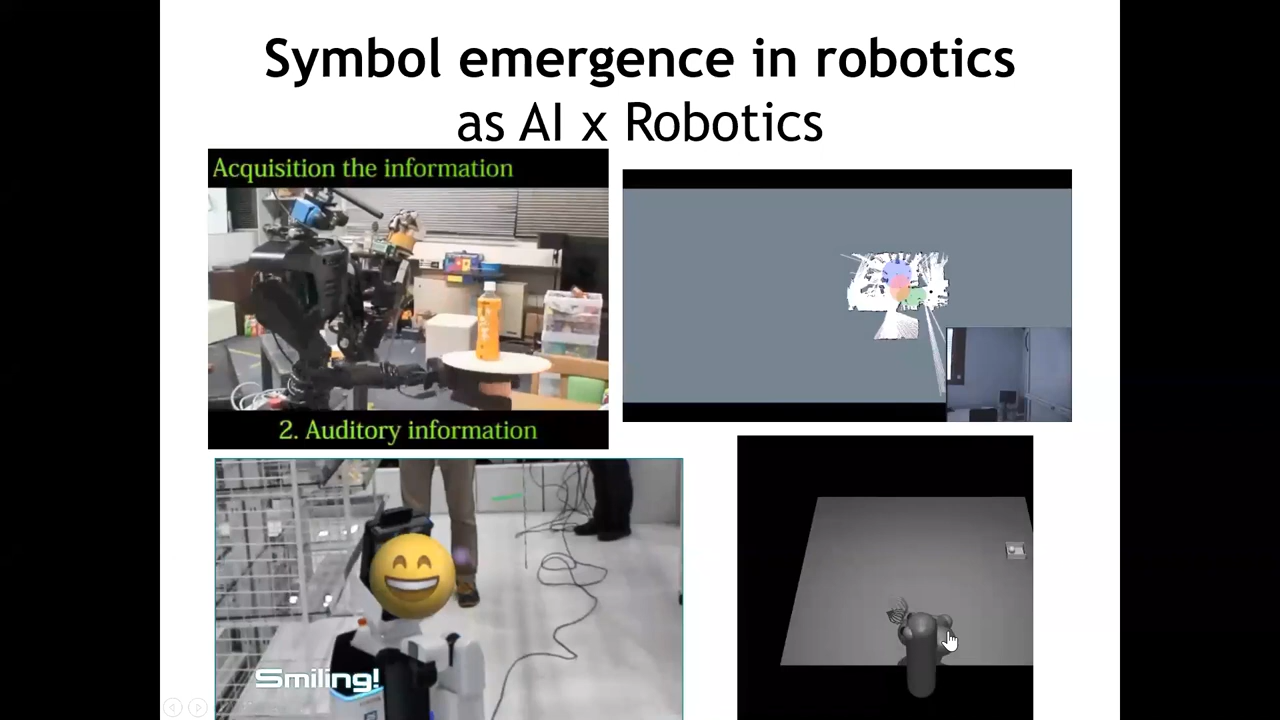 Symbol emergence in robotics
as AI x Robotics
Acquisition the information
2. Auditory information
Smiling!